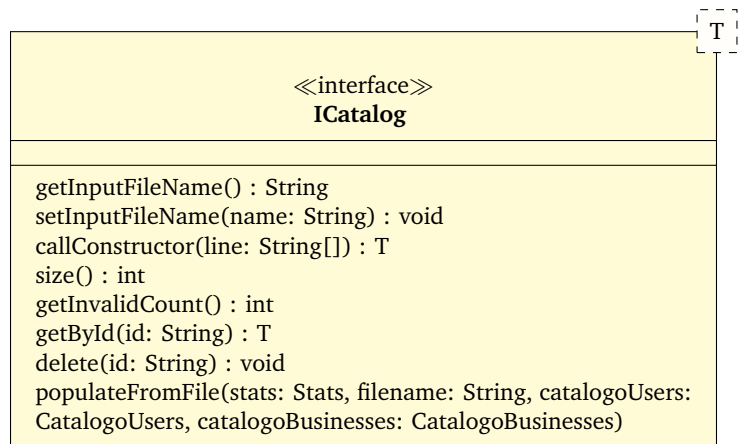 T
≪interface≫
ICatalog
getInputFileName() : String
setInputFileName(name: String) : void
callConstructor(line: String[]) : T
size() : int
getInvalidCount() : int
getById(id: String) : T
delete(id: String) : void
populateFromFile(stats: Stats, filename: String, catalogoUsers:
CatalogoUsers, catalogoBusinesses: CatalogoBusinesses)